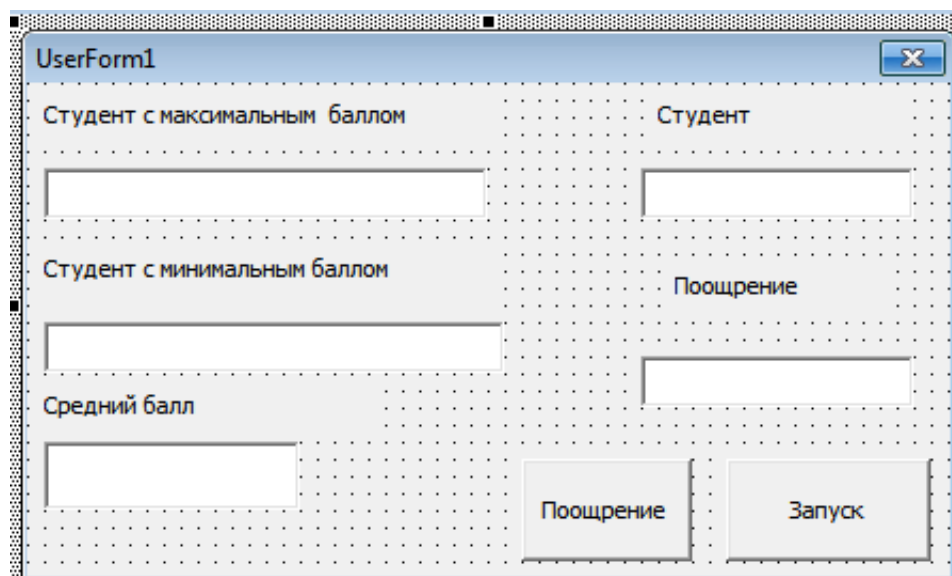 UserForm1
Студент с максимальным баллом
Студент
Студент с минимальным баллом
Поощрение
Средний балл
Поощрение
Запуск